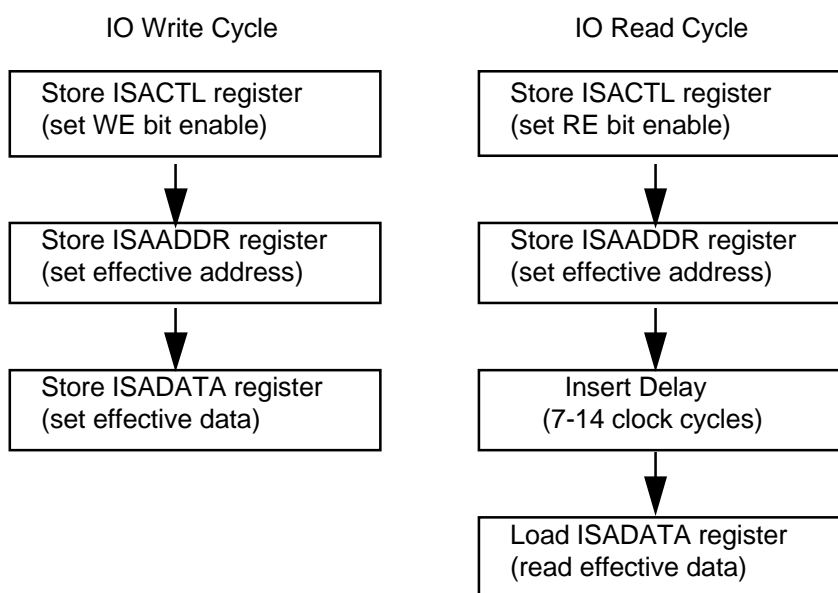 IO Write Cycle
Store ISACTL register
(set WE bit enable)
Store ISAADDR register
(set effective address)
Store ISADATA register
(set effective data)
IO Read Cycle
Store ISACTL register
(set RE bit enable)
Store ISAADDR register
(set effective address)
Insert Delay
(7-14 clock cycles)
Load ISADATA register
(read effective data)